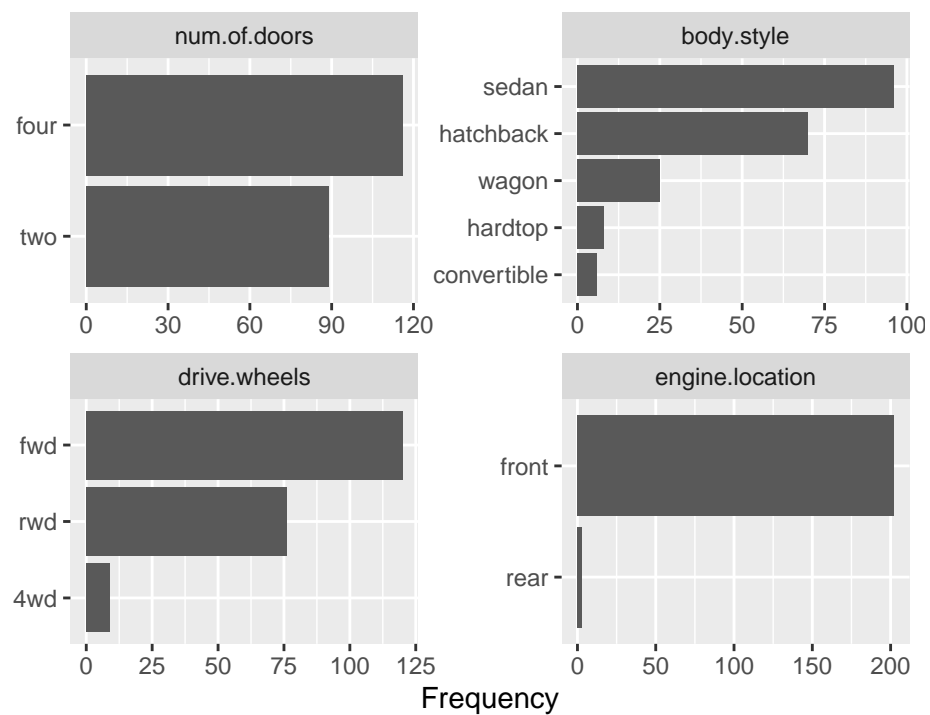 num.of.doors
four
two
0 30 60 90 120
body.style
sedan
hatchback
wagon
hardtop
convertible
0 25 50 75 100
drive.wheels
fwd
rwd
4wd
0 25 50 75 100 125
engine.location
front
rear
0 50 100 150 200
Frequency